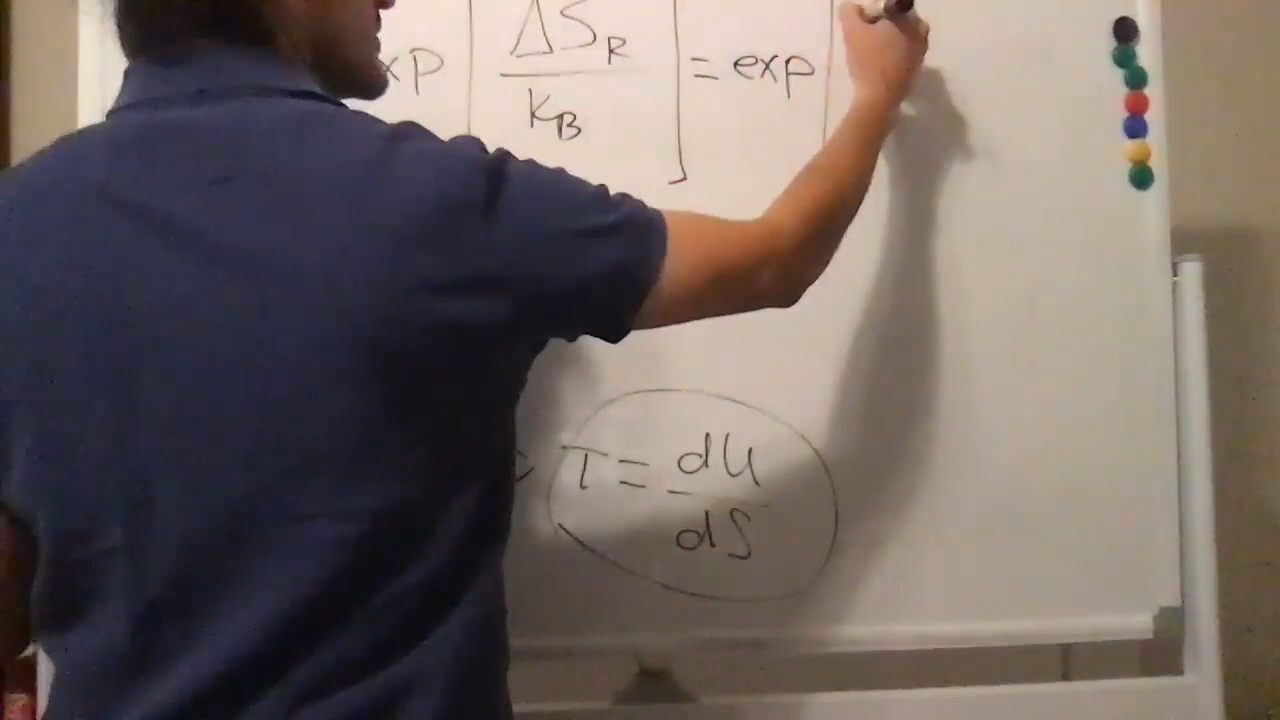 xp [ΔS_R / k_B] = exp [
> T = dU / dS